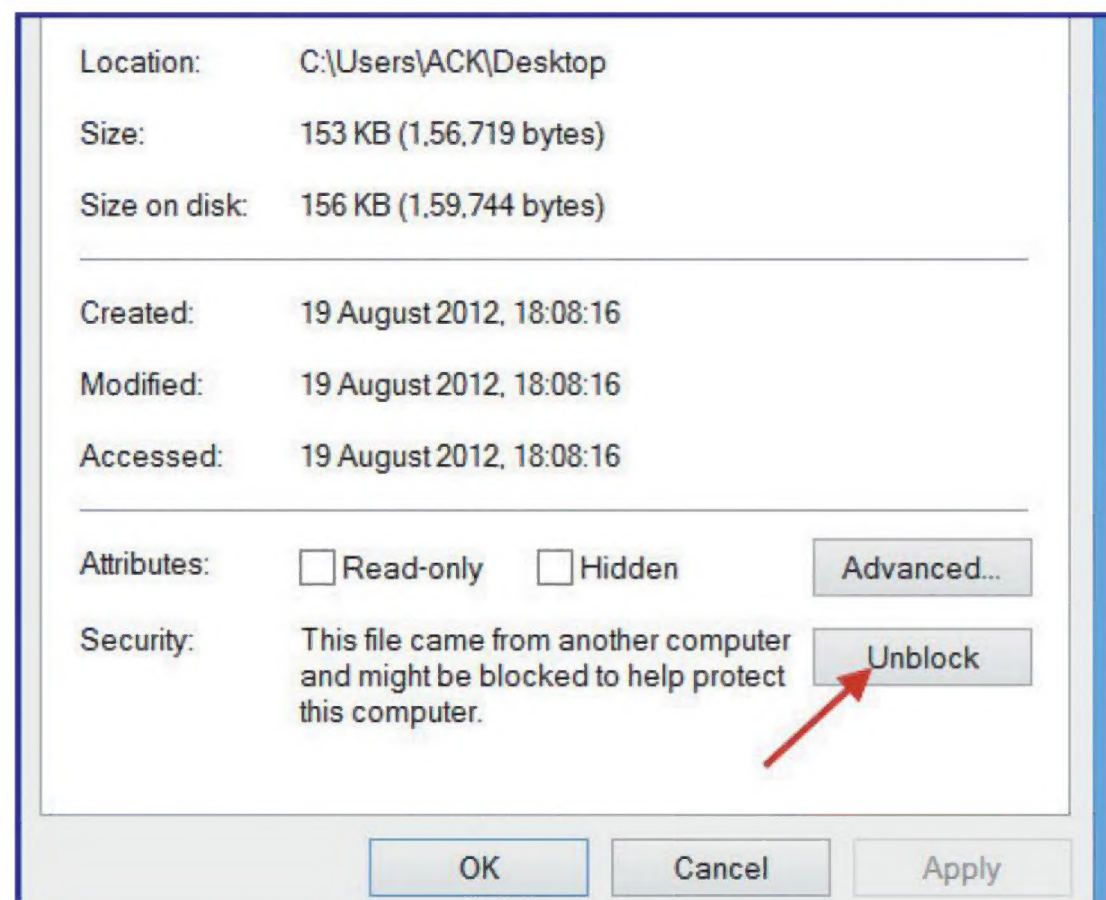 Location: C:\Users\ACK\Desktop
Size: 153 KB (1,56,719 bytes)
Size on disk: 156 KB (1,59,744 bytes)
Created: 19 August 2012, 18:08:16
Modified: 19 August 2012, 18:08:16
Accessed: 19 August 2012, 18:08:16
Attributes: Read-only Hidden Advanced...
Security: This file came from another computer Unblock
and might be blocked to help protect
this computer.
OK Cancel Apply